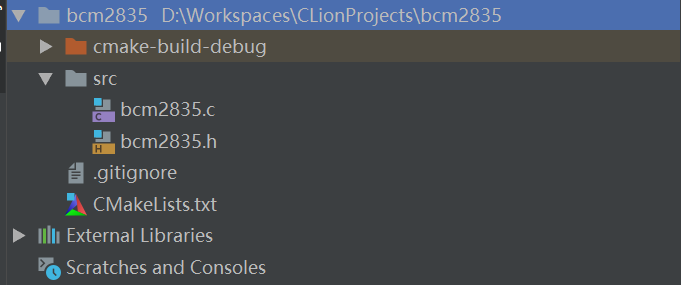 bcm2835 D:\Workspaces\CLionProjects\bcm2835
cmake-build-debug
src
C bcm2835.c
H bcm2835.h
.gitignore
CMakeLists.txt
External Libraries
Scratches and Consoles